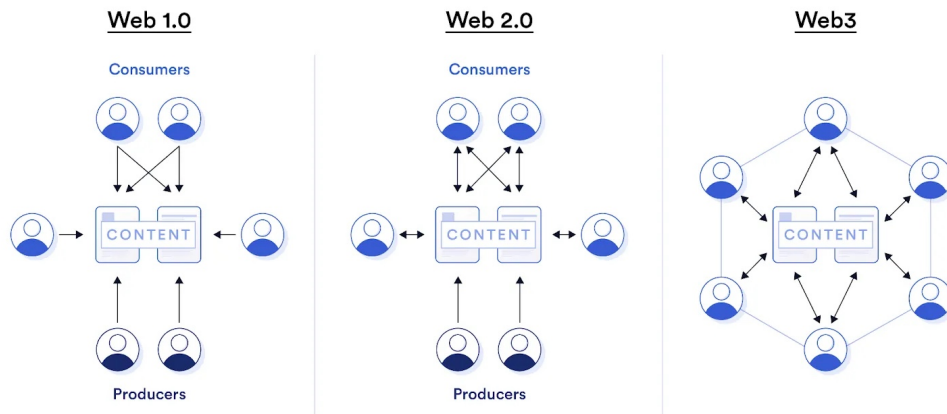 Web 1.0
Consumers
CONTENT
Producers
Web 2.0
Consumers
CONTENT
Producers
Web3
CONTENT